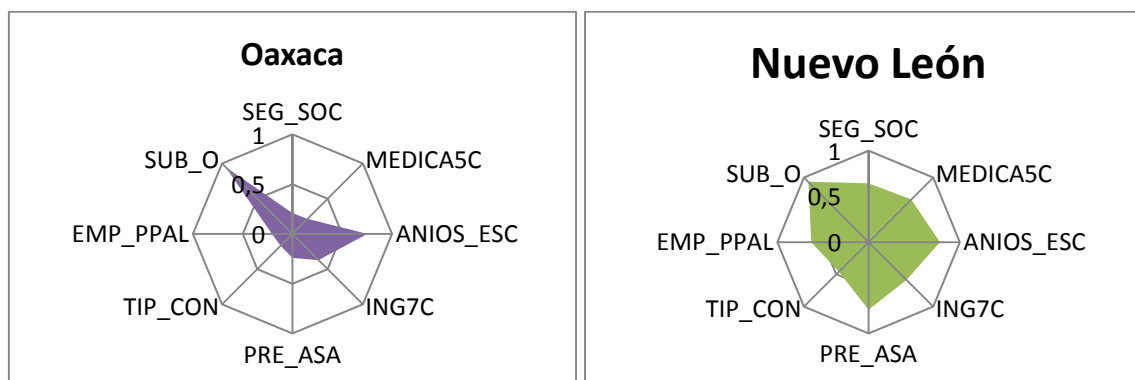 Oaxaca
SEG_SOC
1
SUB_O
MEDICA5C
0,5
EMP_PPAL
0
ANIOS_ESC
TIP_CON
ING7C
PRE_ASA
Nuevo León
SEG_SOC
1
SUB_O
MEDICA5C
0,5
EMP_PPAL
0
ANIOS_ESC
TIP_CON
ING7C
PRE_ASA